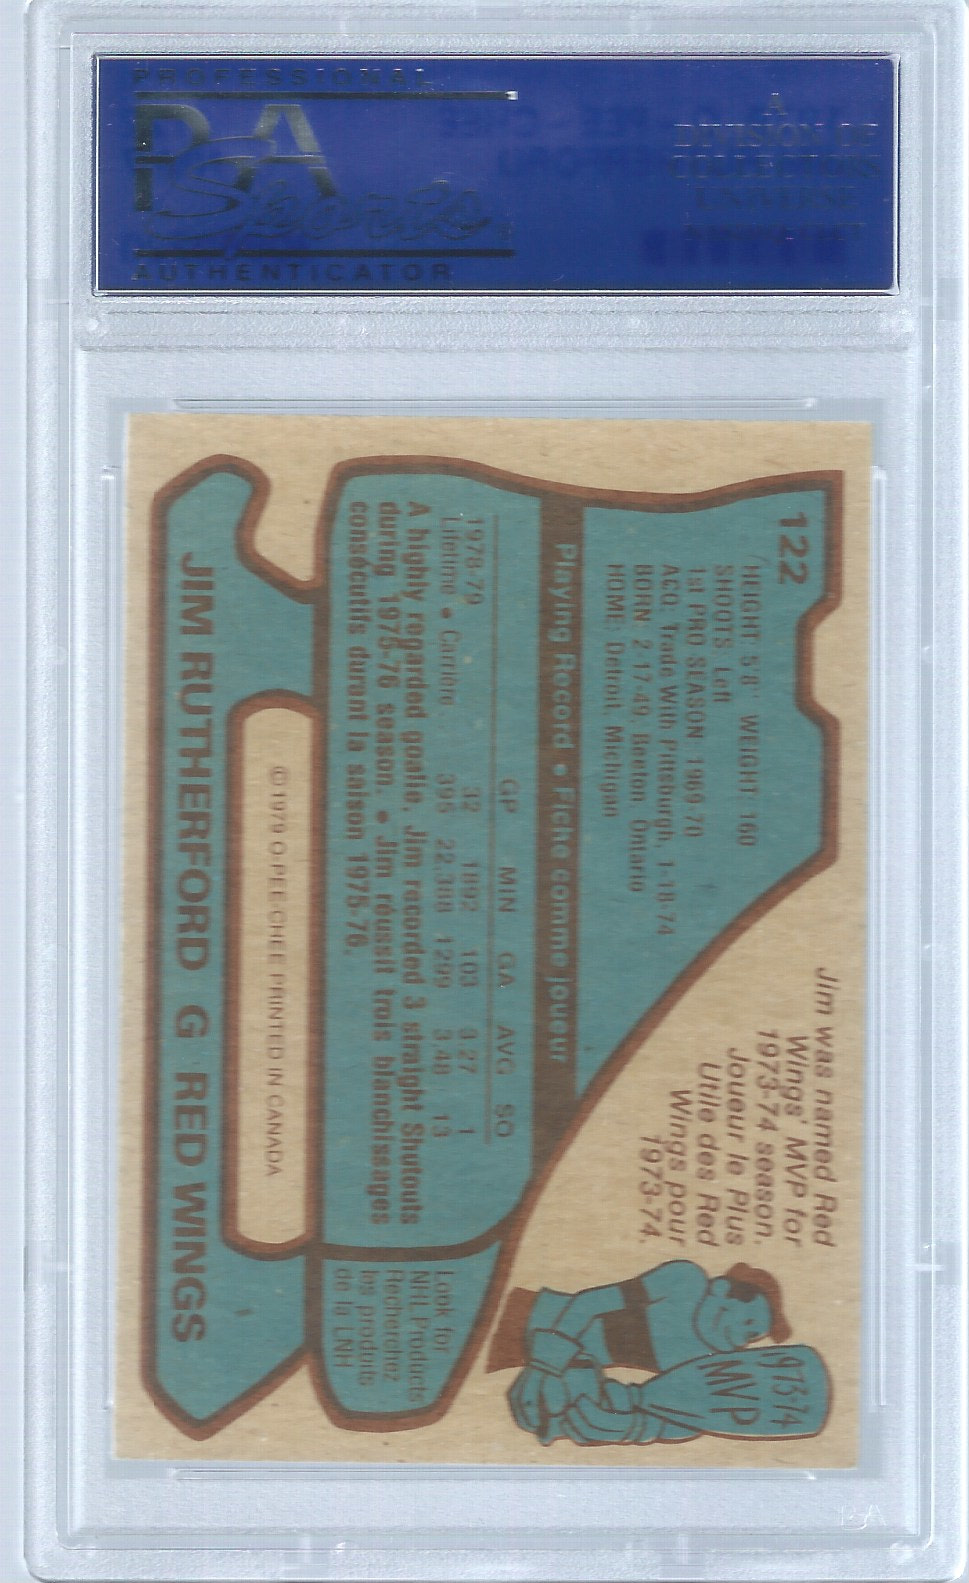 PROFESSIONAL
PSA
Sports
AUTHENTICATOR
A
DIVISION OF
COLLECTORS
UNIVERSE
122
HEIGHT: 5'8" WEIGHT: 160
SHOOTS: Left
1st PRO SEASON 1969-70
ACQ. Trade With Pittsburgh, 1-18-74
BORN 2-17-49, Beeton, Ontario
HOME: Detroit, Michigan
Jim was named Red
Wings' MVP for
1973-74 season.
Joueur le Plus
Utile des Red
Wings pour
1973-74.
1973-74
MVP
Playing Record • Fiche comme joueur
GP MIN GA AVG SO
1978-79 32 1892 103 3.27 1
Lifetime • Carrière 395 22,388 1299 3.48 13
A highly regarded goalie, Jim recorded 3 straight Shutouts
during 1975-76 season. • Jim réussit trois blanchissages
consécutifs durant la saison 1975-76.
Look for
NHL Products
Recherchez
les produits
de la LNH
©1979 O-PEE-CHEE PRINTED IN CANADA
JIM RUTHERFORD G RED WINGS
PSA